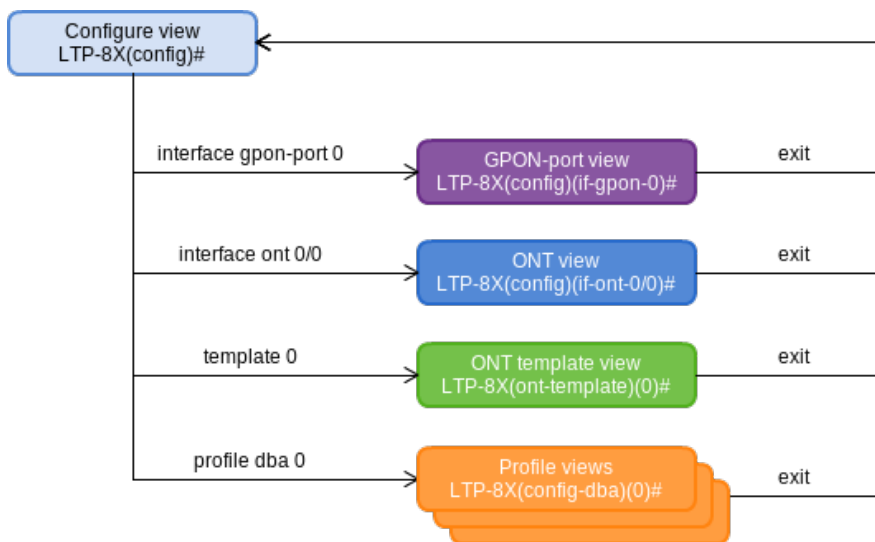 Configure view
LTP-8X(config)#
interface gpon-port 0
GPON-port view
LTP-8X(config)(if-gpon-0)#
exit
interface ont 0/0
ONT view
LTP-8X(config)(if-ont-0/0)#
exit
template 0
ONT template view
LTP-8X(ont-template)(0)#
exit
profile dba 0
Profile views
LTP-8X(config-dba)(0)#
exit